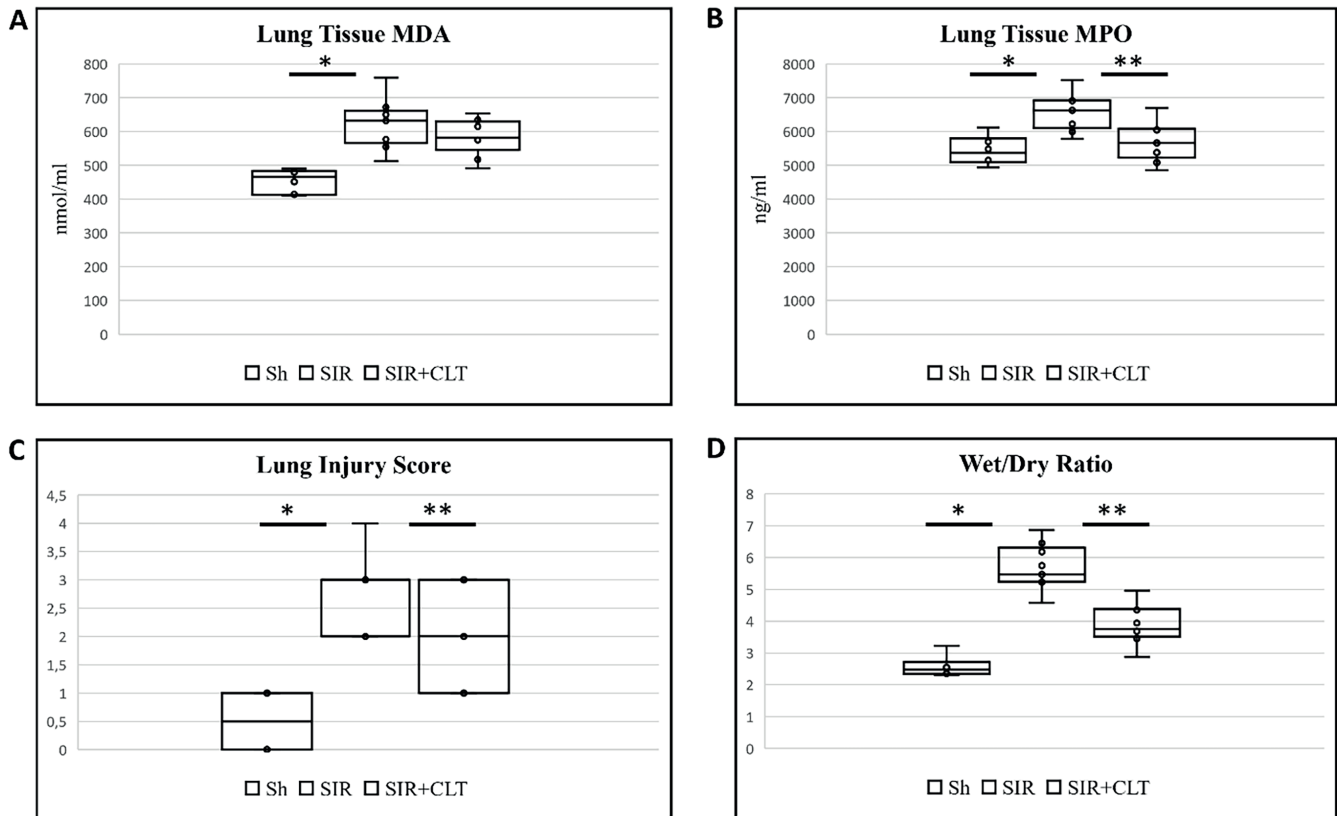 A
Lung Tissue MDA
*
800
700
600
500
400
300
200
100
0
nmol/ml
Sh SIR SIR+CLT
B
Lung Tissue MPO
* **
8000
7000
6000
5000
4000
3000
2000
1000
0
ng/ml
Sh SIR SIR+CLT
C
Lung Injury Score
4,5
* **
4
3,5
3
2,5
2
1,5
1
0,5
0
Sh SIR SIR+CLT
D
Wet/Dry Ratio
8
* **
7
6
5
4
3
2
1
0
Sh SIR SIR+CLT